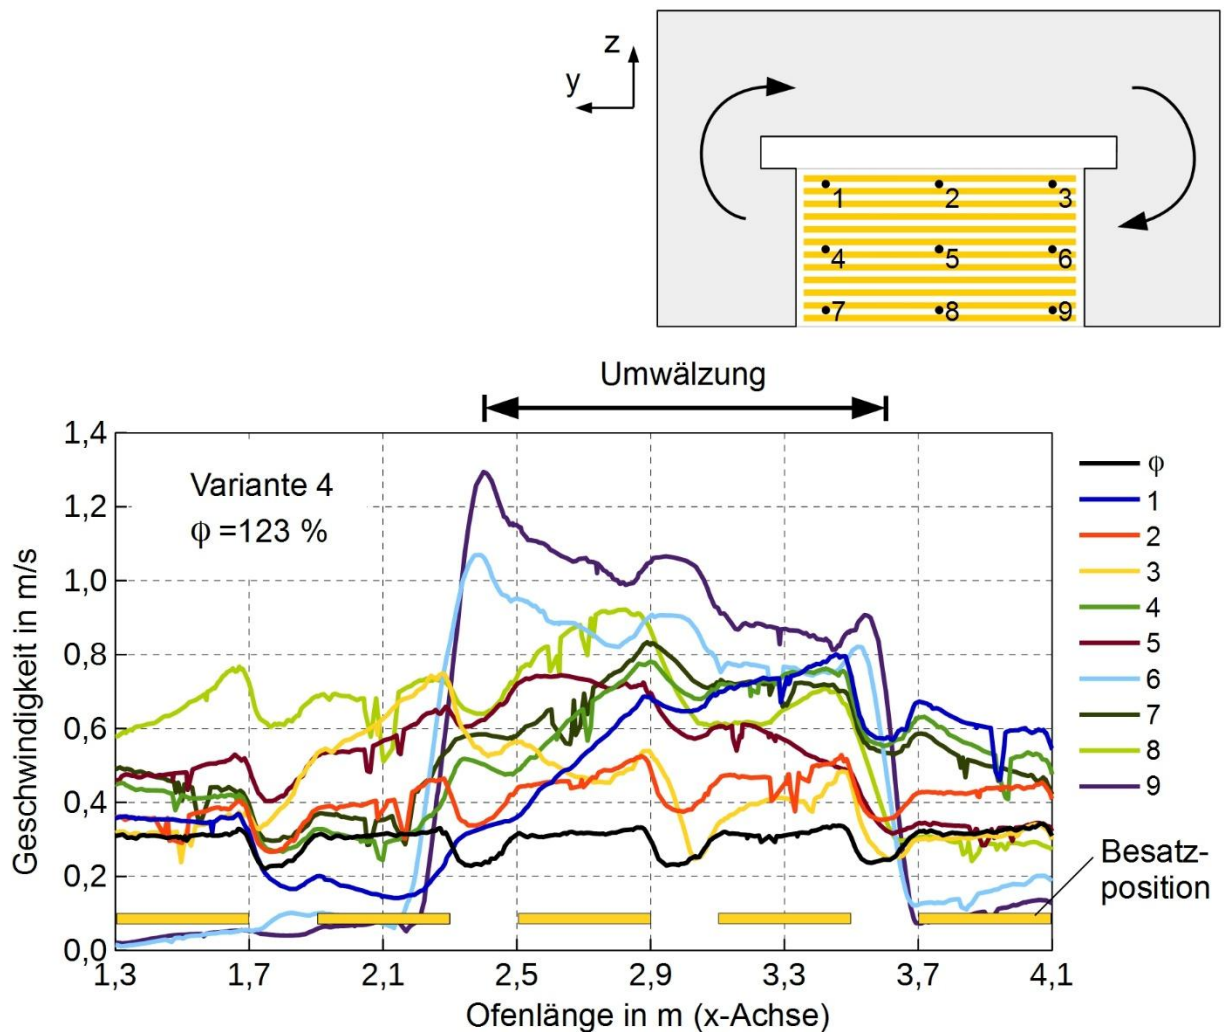 z
y
1 2 3
4 5 6
7 8 9
Umwälzung
Variante 4
φ =123 %
Geschwindigkeit in m/s
1,4
1,2
1,0
0,8
0,6
0,4
0,2
0,0
1,3 1,7 2,1 2,5 2,9 3,3 3,7 4,1
Ofenlänge in m (x-Achse)
φ
1
2
3
4
5
6
7
8
9
Besatz-
position